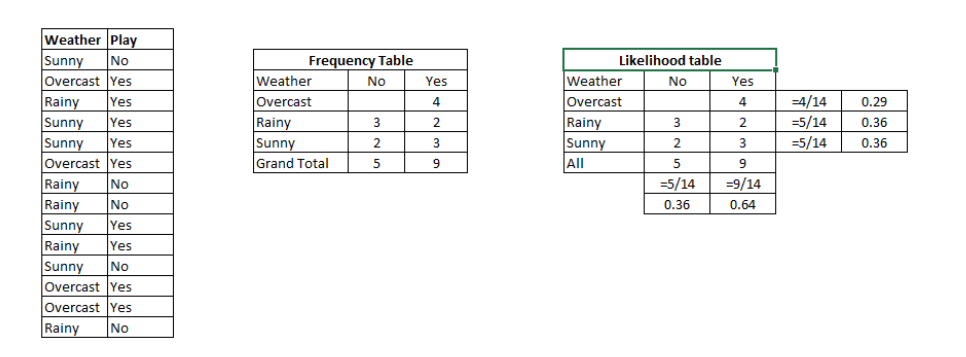 Weather Play
Sunny No
Overcast Yes
Rainy Yes
Sunny Yes
Sunny Yes
Overcast Yes
Rainy No
Rainy No
Sunny Yes
Rainy Yes
Sunny No
Overcast Yes
Overcast Yes
Rainy No
Frequency Table
Weather No Yes
Overcast 4
Rainy 3 2
Sunny 2 3
Grand Total 5 9
Likelihood table
Weather No Yes
Overcast 4 =4/14 0.29
Rainy 3 2 =5/14 0.36
Sunny 2 3 =5/14 0.36
All 5 9
=5/14 =9/14
0.36 0.64